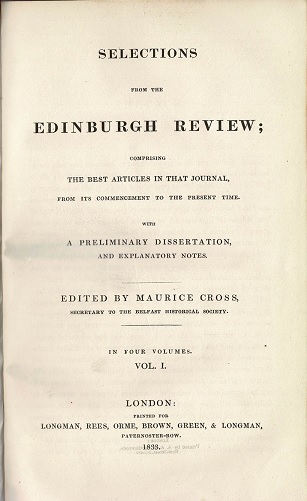 SELECTIONS
FROM THE
EDINBURGH REVIEW;
COMPRISING
THE BEST ARTICLES IN THAT JOURNAL,
FROM ITS COMMENCEMENT TO THE PRESENT TIME.
WITH
A PRELIMINARY DISSERTATION,
AND EXPLANATORY NOTES.
EDITED BY MAURICE CROSS,
SECRETARY TO THE BELFAST HISTORICAL SOCIETY.
IN FOUR VOLUMES.
VOL. I.
LONDON:
PRINTED FOR
LONGMAN, REES, ORME, BROWN, GREEN, & LONGMAN,
PATERNOSTER-ROW.
1833.